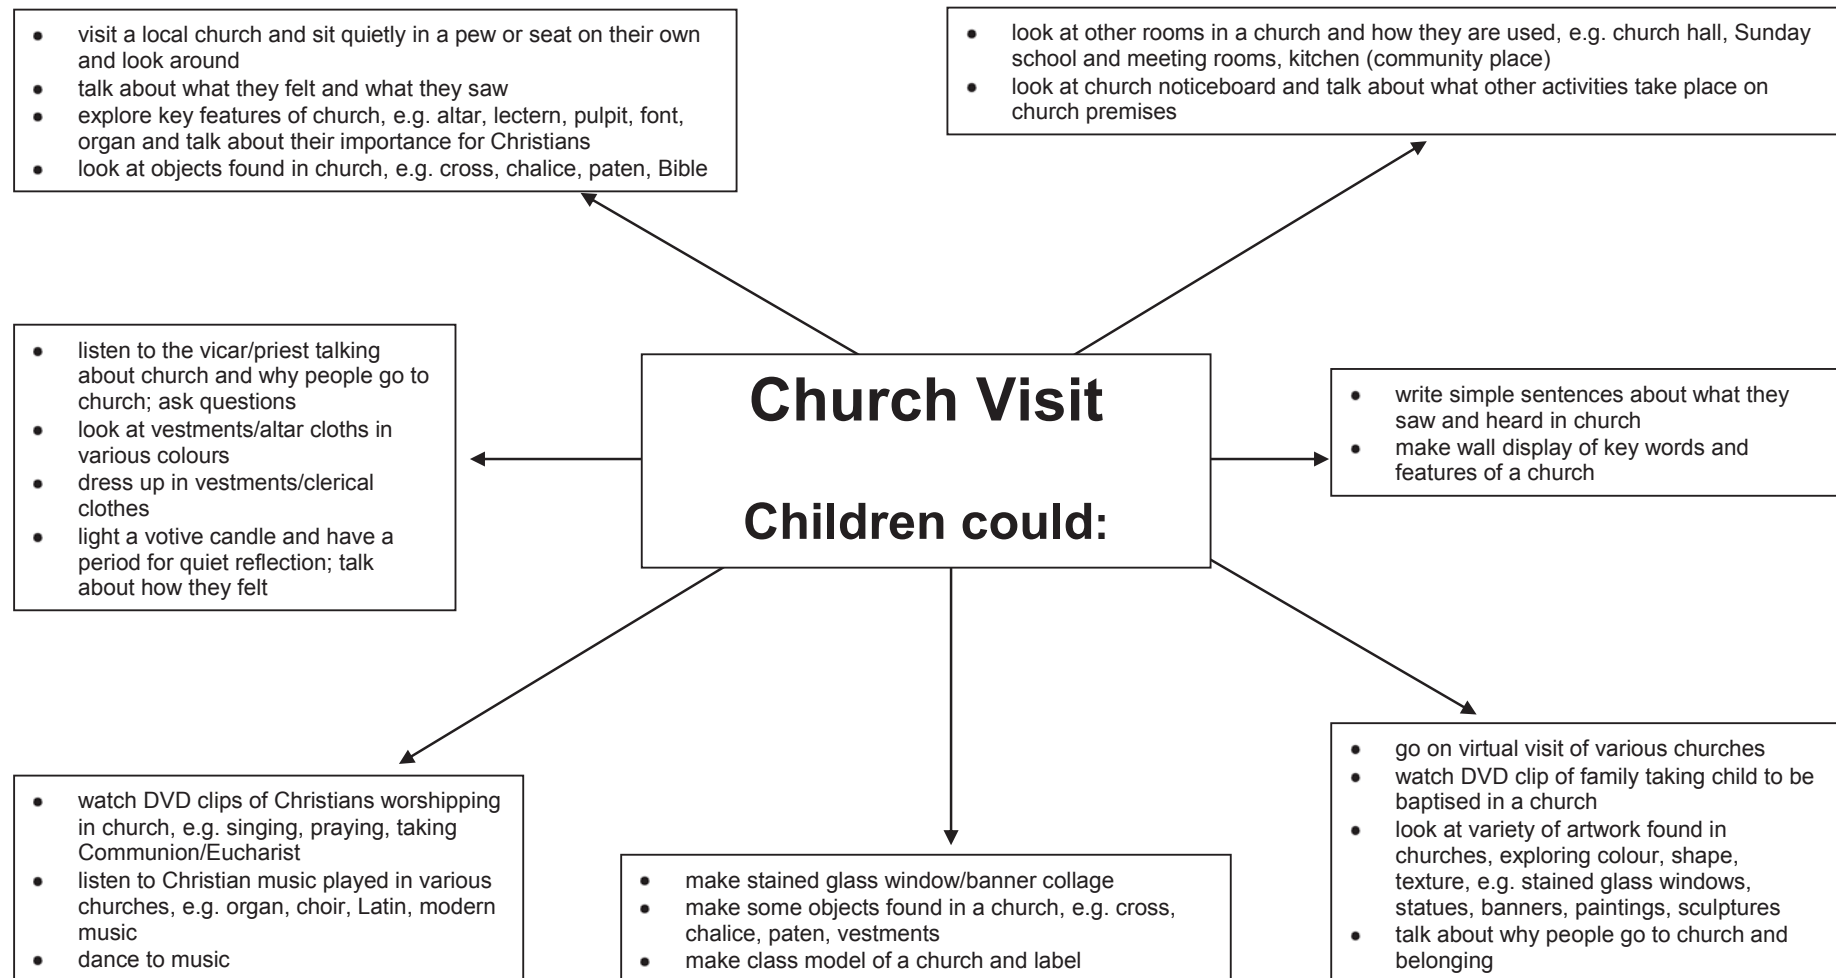 • visit a local church and sit quietly in a pew or seat on their own
and look around
• talk about what they felt and what they saw
• explore key features of church, e.g. altar, lectern, pulpit, font,
organ and talk about their importance for Christians
• look at objects found in church, e.g. cross, chalice, paten, Bible
• look at other rooms in a church and how they are used, e.g. church hall, Sunday
school and meeting rooms, kitchen (community place)
• look at church noticeboard and talk about what other activities take place on
church premises
• listen to the vicar/priest talking
about church and why people go to
church; ask questions
• look at vestments/altar cloths in
various colours
• dress up in vestments/clerical
clothes
• light a votive candle and have a
period for quiet reflection; talk
about how they felt
Church Visit
Children could:
• write simple sentences about what they
saw and heard in church
• make wall display of key words and
features of a church
• watch DVD clips of Christians worshipping
in church, e.g. singing, praying, taking
Communion/Eucharist
• listen to Christian music played in various
churches, e.g. organ, choir, Latin, modern
music
• dance to music
• make stained glass window/banner collage
• make some objects found in a church, e.g. cross,
chalice, paten, vestments
• make class model of a church and label
• go on virtual visit of various churches
• watch DVD clip of family taking child to be
baptised in a church
• look at variety of artwork found in
churches, exploring colour, shape,
texture, e.g. stained glass windows,
statues, banners, paintings, sculptures
• talk about why people go to church and
belonging